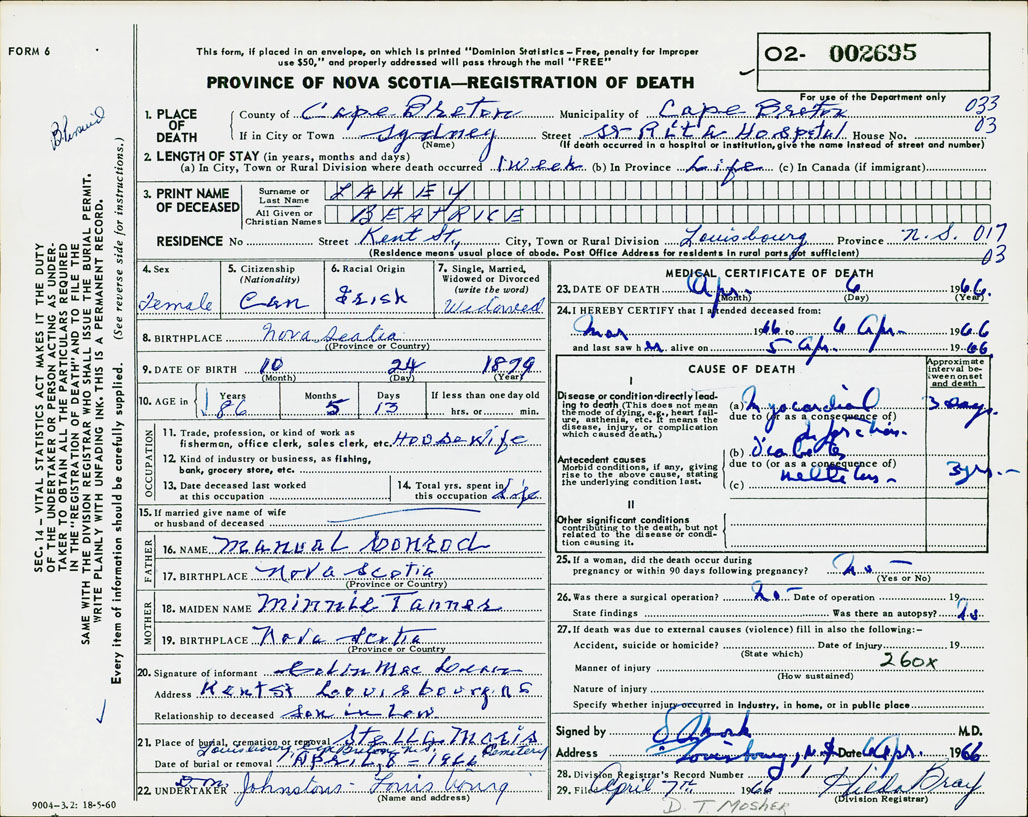 FORM 6
This form, if placed in an envelope, on which is printed "Dominion Statistics – Free, penalty for improper
use $50," and properly addressed will pass through the mail "FREE"
PROVINCE OF NOVA SCOTIA—REGISTRATION OF DEATH
02- 002695
For use of the Department only
033
03
1. PLACE OF DEATH
County of Cape Breton Municipality of Cape Breton
If in City or Town Sydney Street St Rita Hospital House No.
(Name) (If death occurred in a hospital or institution, give the name instead of street and number)
2. LENGTH OF STAY (in years, months and days)
(a) In City, Town or Rural Division where death occurred 1 week (b) In Province Life (c) In Canada (if immigrant)
3. PRINT NAME OF DECEASED
Surname or Last Name LAHEY
All Given or Christian Names BEATRICE
RESIDENCE No Street Kent St, City, Town or Rural Division Louisbourg Province N.S. 017
03
(Residence means usual place of abode. Post Office Address for residents in rural parts not sufficient)
4. Sex Female
5. Citizenship (Nationality) Can
6. Racial Origin Irish
7. Single, Married, Widowed or Divorced (write the word) Widowed
8. BIRTHPLACE Nova Scotia
(Province or Country)
9. DATE OF BIRTH 10 24 1879
(Month) (Day) (Year)
10. AGE in Years 86 Months 5 Days 13 If less than one day old
hrs. or min.
OCCUPATION
11. Trade, profession, or kind of work as
fisherman, office clerk, sales clerk, etc. Housewife
12. Kind of industry or business, as fishing,
bank, grocery store, etc.
13. Date deceased last worked
at this occupation
14. Total yrs. spent in
this occupation Life
15. If married give name of wife
or husband of deceased
FATHER
16. NAME Manual
17. BIRTHPLACE Nova Scotia
(Province or Country)
MOTHER
18. MAIDEN NAME Minnie Tanner
19. BIRTHPLACE Nova Scotia
(Province or Country)
20. Signature of informant
Address Kent St Louisbourg NS
Relationship to deceased Son in Law
21. Place of burial, cremation or removal Stella Maris
Cemetery
Date of burial or removal APRIL 8 – 1966
22. UNDERTAKER Johnstons – Louisbourg
(Name and address)
9004–3.2: 18-5-60
MEDICAL CERTIFICATE OF DEATH
23. DATE OF DEATH Apr. 6 1966.
(Month) (Day) (Year)
24. I HEREBY CERTIFY that I attended deceased from:
Mar 1966 to 6 Apr. 1966
and last saw her alive on 5 Apr. 1966
CAUSE OF DEATH
Approximate interval between onset and death
I
Disease or condition directly leading to death (This does not mean
the mode of dying, e.g., heart failure, asthenia, etc. It means the
disease, injury, or complication
which caused death.)
(a) Myocardial 3 days.
due to (or as a consequence of)
Infarction.
Antecedent causes
Morbid conditions, if any, giving
rise to the above cause, stating
the underlying condition last.
(b) Diabetes
due to (or as a consequence of) 3 yrs. –
mellitus
(c)
II
Other significant conditions
contributing to the death, but not
related to the disease or condition causing it.
25. If a woman, did the death occur during
pregnancy or within 90 days following pregnancy? No –
(Yes or No)
26. Was there a surgical operation? No – Date of operation 19
State findings Was there an autopsy? No.
27. If death was due to external causes (violence) fill in also the following:–
Accident, suicide or homicide? Date of injury 19
(State which)
Manner of injury 260X
(How sustained)
Nature of injury
Specify whether injury occurred in industry, in home, or in public place
Signed by M.D.
Address Louisbourg, N.S. Date 6 Apr. 1966
28. Division Registrar's Record Number
29. Filed April 7th 1966 Hilda Bray
(Division Registrar)
D. T. MOSHER
SEC. 14 – VITAL STATISTICS ACT MAKES IT THE DUTY
OF THE UNDERTAKER OR PERSON ACTING AS UNDERTAKER TO OBTAIN ALL THE PARTICULARS REQUIRED
IN THE "REGISTRATION OF DEATH" AND TO FILE THE
SAME WITH THE DIVISION REGISTRAR WHO SHALL ISSUE THE BURIAL PERMIT.
WRITE PLAINLY WITH UNFADING INK. THIS IS A PERMANENT RECORD.
Every item of information should be carefully supplied. (See reverse side for instructions.)